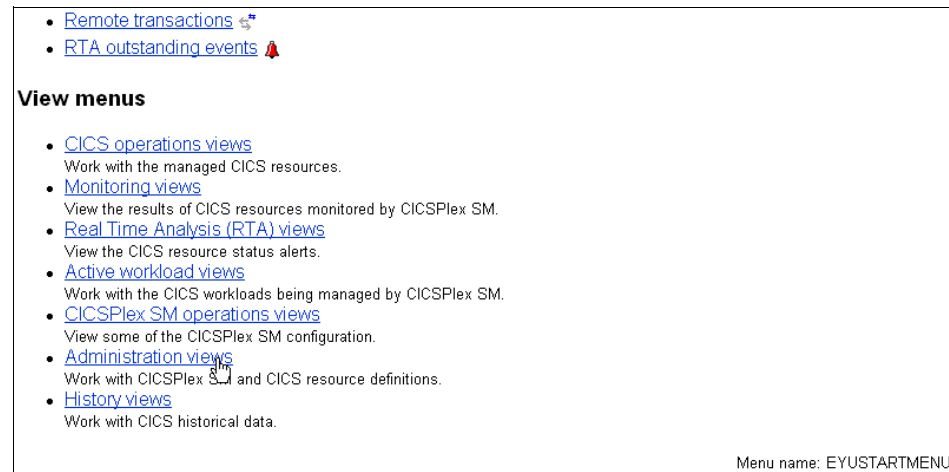 Remote transactions
RTA outstanding events
View menus
CICS operations views
Work with the managed CICS resources.
Monitoring views
View the results of CICS resources monitored by CICSPlex SM.
Real Time Analysis (RTA) views
View the CICS resource status alerts.
Active workload views
Work with the CICS workloads being managed by CICSPlex SM.
CICSPlex SM operations views
View some of the CICSPlex SM configuration.
Administration views
Work with CICSPlex SM and CICS resource definitions.
History views
Work with CICS historical data.
Menu name: EYUSTARTMENU